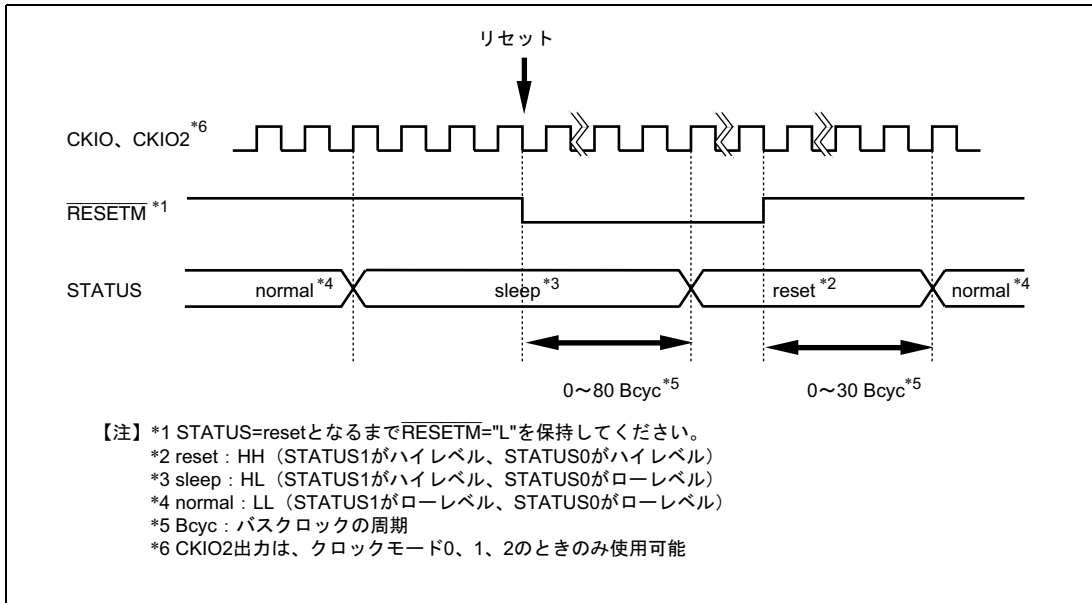 リセット
CKIO、CKIO2*6
RESETM *1
STATUS normal*4 sleep*3 reset*2 normal*4
0〜80 Bcyc*5 0〜30 Bcyc*5
【注】*1 STATUS=resetとなるまでRESETM="L"を保持してください。
*2 reset：HH（STATUS1がハイレベル、STATUS0がハイレベル）
*3 sleep：HL（STATUS1がハイレベル、STATUS0がローレベル）
*4 normal：LL（STATUS1がローレベル、STATUS0がローレベル）
*5 Bcyc：バスクロックの周期
*6 CKIO2出力は、クロックモード0、1、2のときのみ使用可能